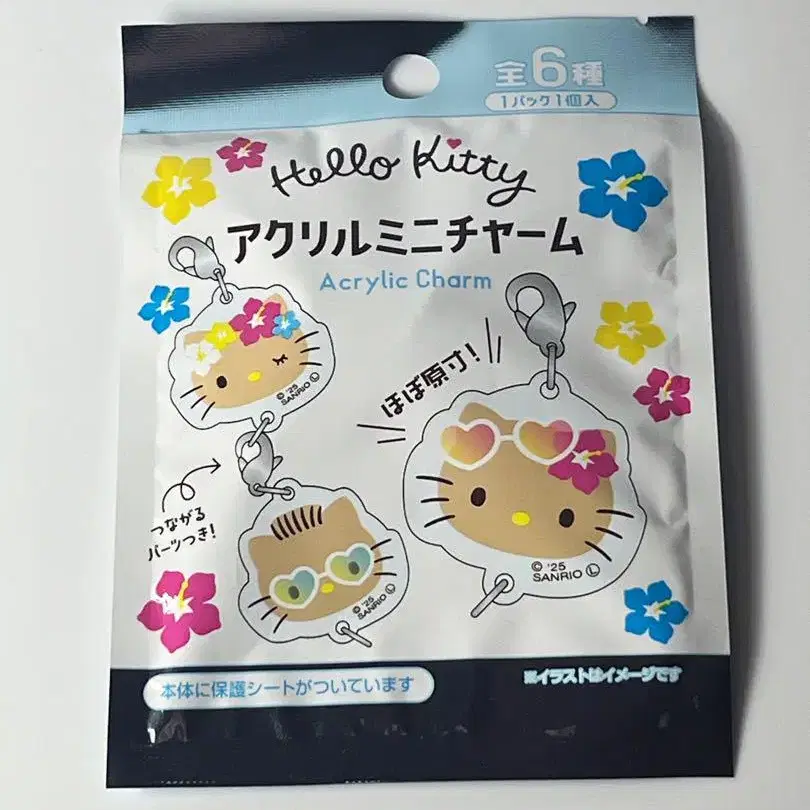 全6種
1パック1個入
Hello Kitty
アクリルミニチャーム
Acrylic Charm
ほぼ原寸!
© '25
SANRIO Ⓛ
つながる
パーツつき!
© '25
SANRIO Ⓛ
© '25
SANRIO Ⓛ
本体に保護シートがついています
※イラストはイメージです